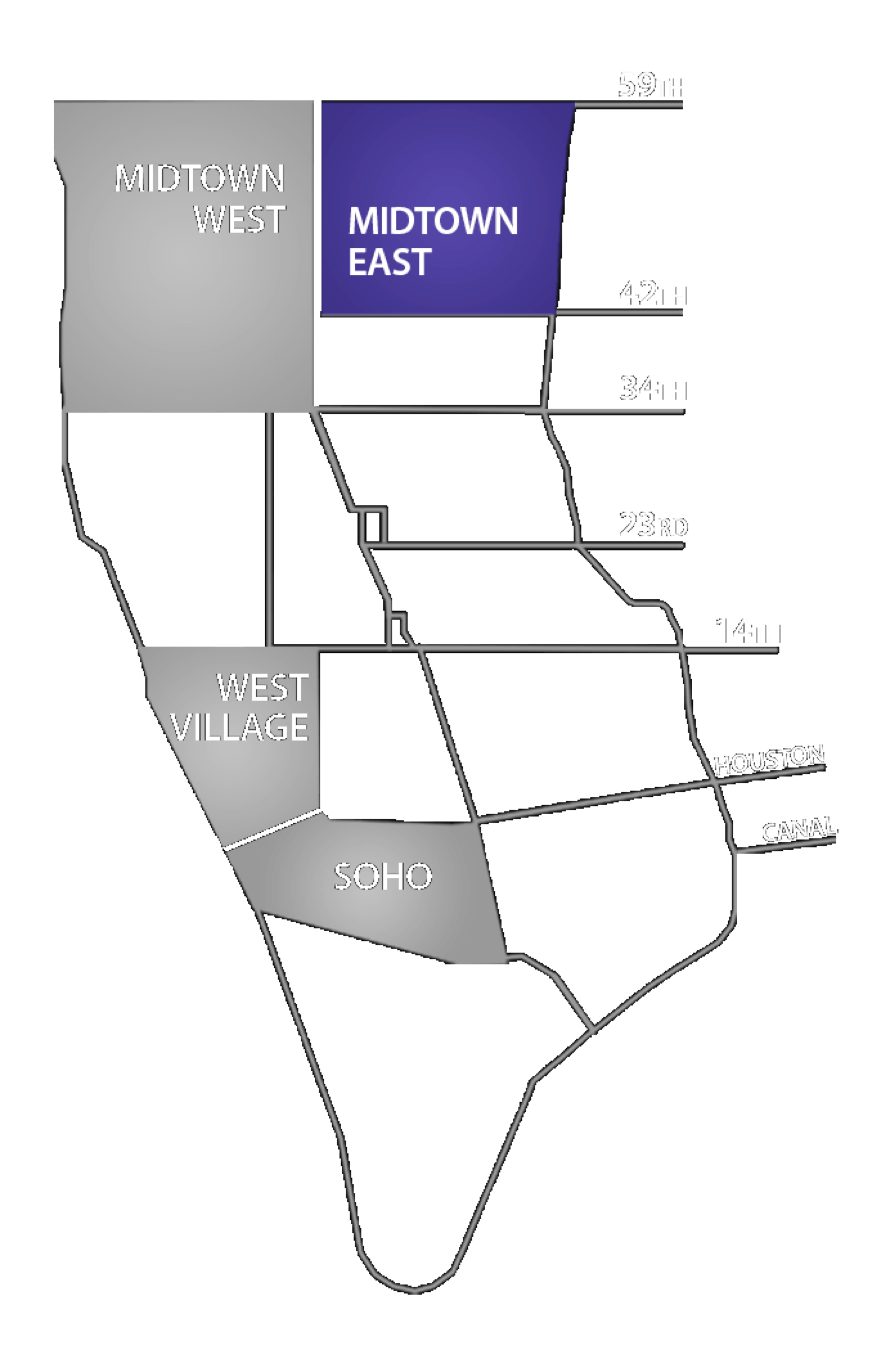 59TH
MIDTOWN
WEST
MIDTOWN
EAST
42TH
34TH
23RD
14TH
WEST
VILLAGE
HOUSTON
CANAL
SOHO